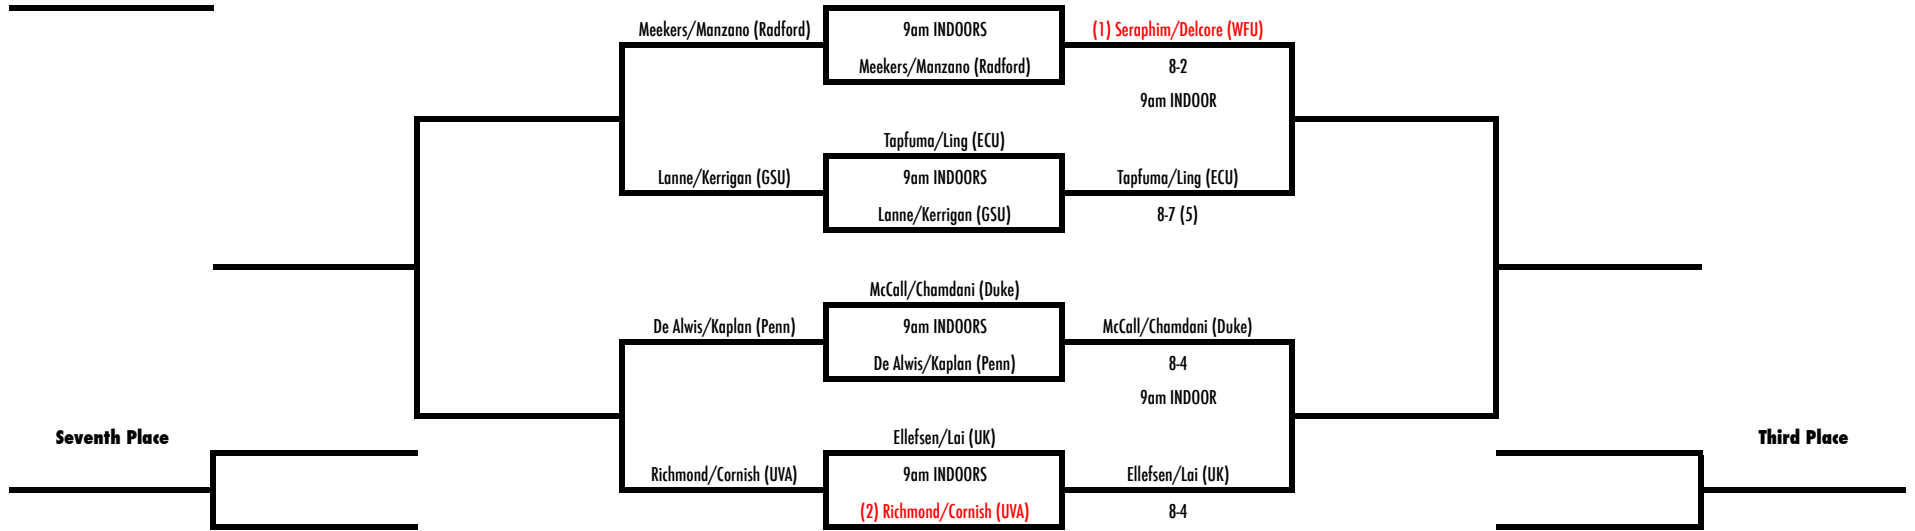 Meekers/Manzano (Radford)
9am INDOORS
(1) Seraphim/Delcore (WFU)
Meekers/Manzano (Radford)
8-2
9am INDOOR
Tapfuma/Ling (ECU)
Lanne/Kerrigan (GSU)
9am INDOORS
Tapfuma/Ling (ECU)
Lanne/Kerrigan (GSU)
8-7 (5)
McCall/Chamdani (Duke)
De Alwis/Kaplan (Penn)
9am INDOORS
McCall/Chamdani (Duke)
De Alwis/Kaplan (Penn)
8-4
9am INDOOR
Seventh Place
Ellefsen/Lai (UK)
Third Place
Richmond/Cornish (UVA)
9am INDOORS
Ellefsen/Lai (UK)
(2) Richmond/Cornish (UVA)
8-4